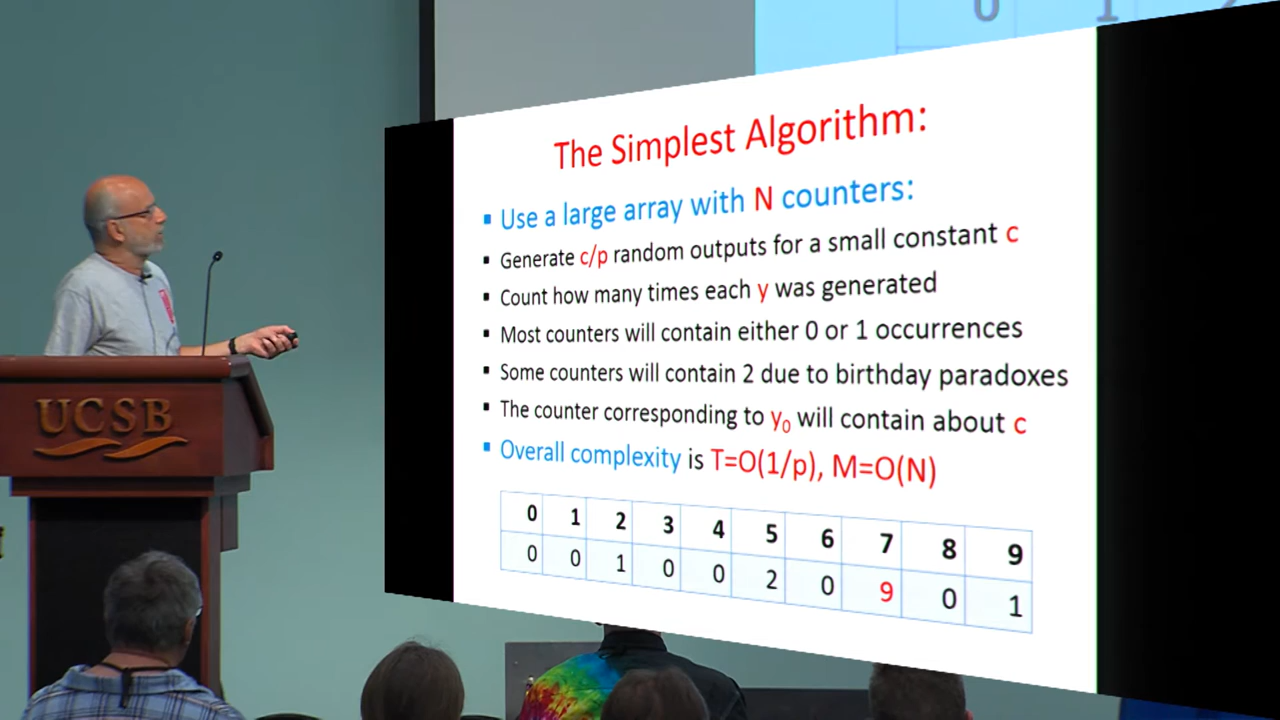 0 1 2
The Simplest Algorithm:
▪ Use a large array with N counters:
▪ Generate c/p random outputs for a small constant c
▪ Count how many times each y was generated
▪ Most counters will contain either 0 or 1 occurrences
▪ Some counters will contain 2 due to birthday paradoxes
▪ The counter corresponding to y₀ will contain about c
▪ Overall complexity is T=O(1/p), M=O(N)
0 1 2 3 4 5 6 7 8 9
0 0 1 0 0 2 0 9 0 1
UCSB